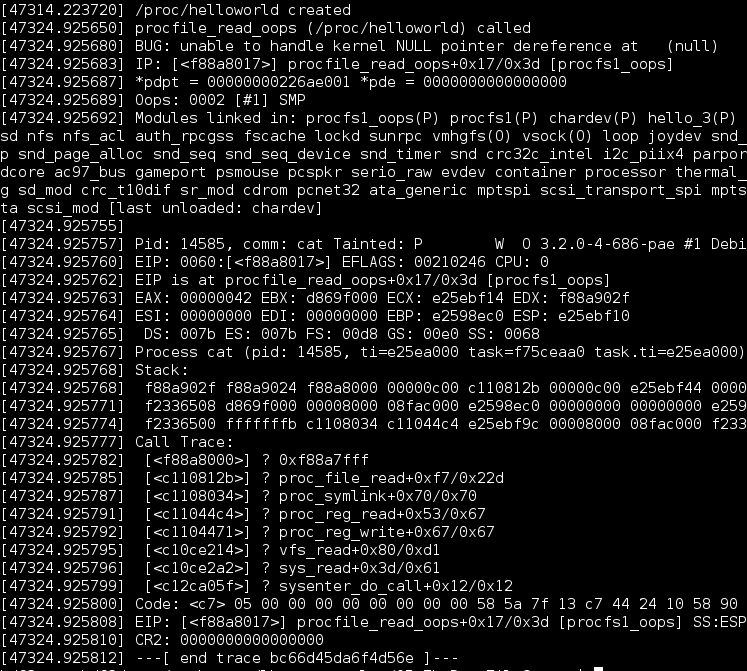 [47314.223720] /proc/helloworld created
[47324.925650] procfile_read_oops (/proc/helloworld) called
[47324.925680] BUG: unable to handle kernel NULL pointer dereference at   (null)
[47324.925683] IP: [<f88a8017>] procfile_read_oops+0x17/0x3d [procfs1_oops]
[47324.925687] *pdpt = 00000000226ae001 *pde = 0000000000000000
[47324.925689] Oops: 0002 [#1] SMP
[47324.925692] Modules linked in: procfs1_oops(P) procfs1(P) chardev(P) hello_3(P)
sd nfs nfs_acl auth_rpcgss fscache lockd sunrpc vmhgfs(O) vsock(O) loop joydev snd_
p snd_page_alloc snd_seq snd_seq_device snd_timer snd crc32c_intel i2c_piix4 parpor
dcore ac97_bus gameport psmouse pcspkr serio_raw evdev container processor thermal_
g sd_mod crc_t10dif sr_mod cdrom pcnet32 ata_generic mptspi scsi_transport_spi mpts
ta scsi_mod [last unloaded: chardev]
[47324.925755]
[47324.925757] Pid: 14585, comm: cat Tainted: P        W  O 3.2.0-4-686-pae #1 Debi
[47324.925760] EIP: 0060:[<f88a8017>] EFLAGS: 00210246 CPU: 0
[47324.925762] EIP is at procfile_read_oops+0x17/0x3d [procfs1_oops]
[47324.925763] EAX: 00000042 EBX: d869f000 ECX: e25ebf14 EDX: f88a902f
[47324.925764] ESI: 00000000 EDI: 00000000 EBP: e2598ec0 ESP: e25ebf10
[47324.925765]  DS: 007b ES: 007b FS: 00d8 GS: 00e0 SS: 0068
[47324.925767] Process cat (pid: 14585, ti=e25ea000 task=f75ceaa0 task.ti=e25ea000)
[47324.925768] Stack:
[47324.925768]  f88a902f f88a9024 f88a8000 00000c00 c110812b 00000c00 e25ebf44 0000
[47324.925771]  f2336508 d869f000 00008000 08fac000 e2598ec0 00000000 00000000 e259
[47324.925774]  f2336500 fffffffb c1108034 c11044c4 e25ebf9c 00008000 08fac000 f233
[47324.925777] Call Trace:
[47324.925782]  [<f88a8000>] ? 0xf88a7fff
[47324.925785]  [<c110812b>] ? proc_file_read+0xf7/0x22d
[47324.925787]  [<c1108034>] ? proc_symlink+0x70/0x70
[47324.925791]  [<c11044c4>] ? proc_reg_read+0x53/0x67
[47324.925792]  [<c1104471>] ? proc_reg_write+0x67/0x67
[47324.925795]  [<c10ce214>] ? vfs_read+0x80/0xd1
[47324.925796]  [<c10ce2a2>] ? sys_read+0x3d/0x61
[47324.925799]  [<c12ca05f>] ? sysenter_do_call+0x12/0x12
[47324.925800] Code: <c7> 05 00 00 00 00 00 00 00 00 58 5a 7f 13 c7 44 24 10 58 90
[47324.925808] EIP: [<f88a8017>] procfile_read_oops+0x17/0x3d [procfs1_oops] SS:ESP
[47324.925810] CR2: 0000000000000000
[47324.925812] ---[ end trace bc66d45da6f4d56e ]---